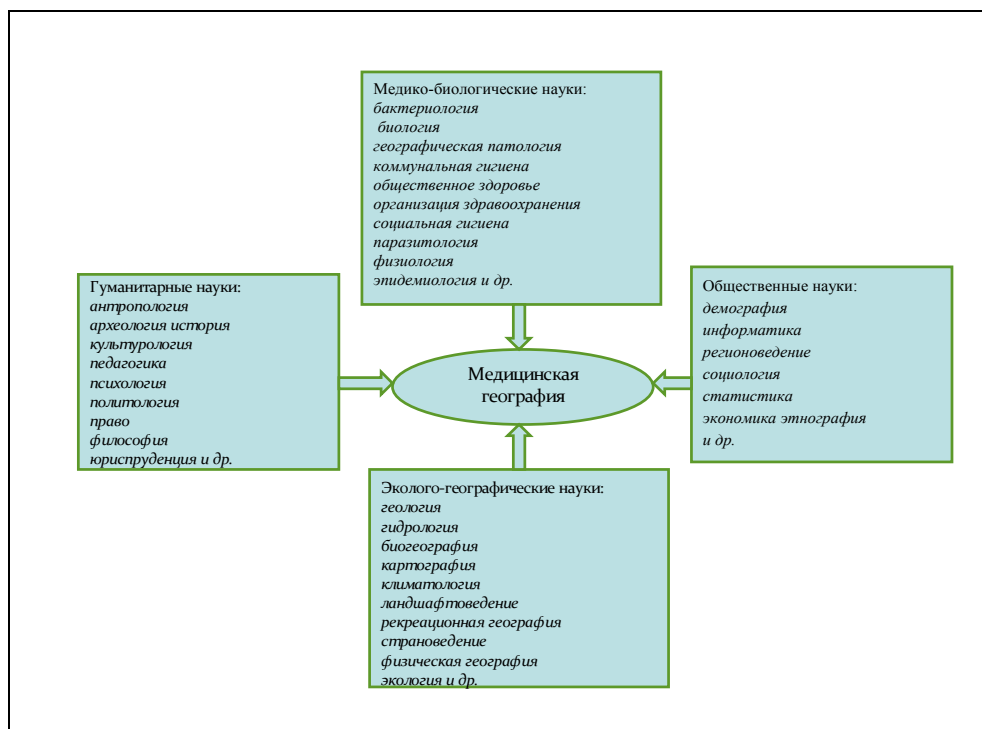 Медико-биологические науки:
бактериология
биология
географическая патология
коммунальная гигиена
общественное здоровье
организация здравоохранения
социальная гигиена
паразитология
физиология
эпидемиология и др.
Гуманитарные науки:
антропология
археология история
культурология
педагогика
психология
политология
право
философия
юриспруденция и др.
Медицинская
география
Общественные науки:
демография
информатика
регионоведение
социология
статистика
экономика этнография
и др.
Эколого-географические науки:
геология
гидрология
биогеография
картография
климатология
ландшафтоведение
рекреационная география
страноведение
физическая география
экология и др.